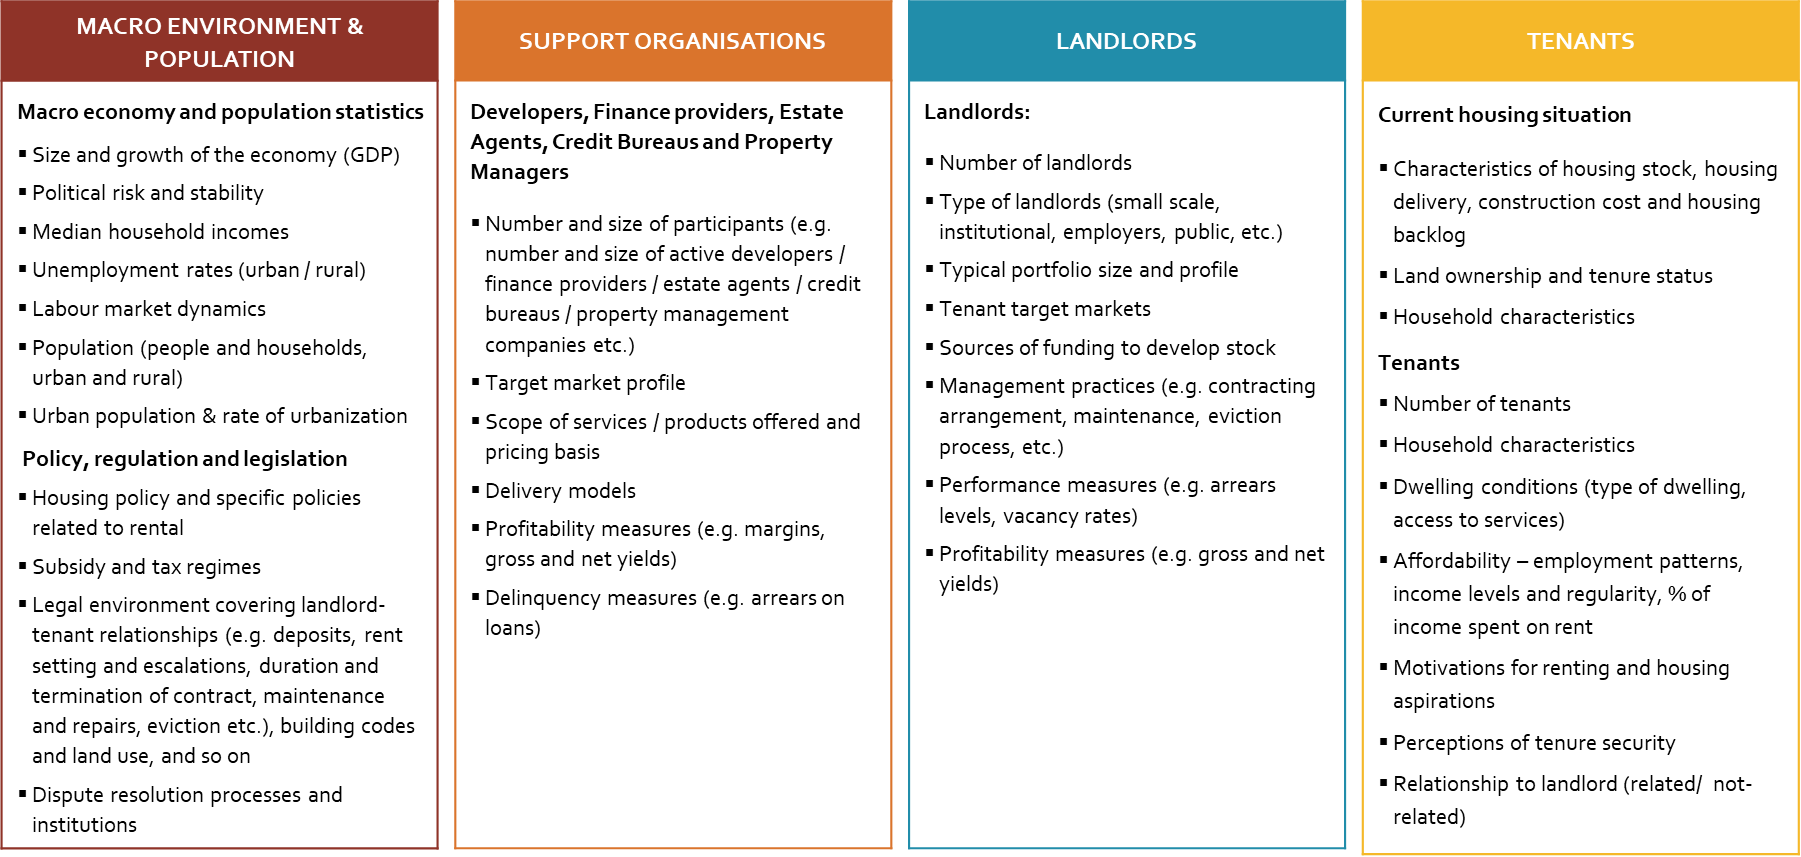 MACRO ENVIRONMENT &
POPULATION
Macro economy and population statistics
▪ Size and growth of the economy (GDP)
▪ Political risk and stability
▪ Median household incomes
▪ Unemployment rates (urban / rural)
▪ Labour market dynamics
▪ Population (people and households,
urban and rural)
▪ Urban population & rate of urbanization
Policy, regulation and legislation
▪ Housing policy and specific policies
related to rental
▪ Subsidy and tax regimes
▪ Legal environment covering landlord-
tenant relationships (e.g. deposits, rent
setting and escalations, duration and
termination of contract, maintenance
and repairs, eviction etc.), building codes
and land use, and so on
▪ Dispute resolution processes and
institutions
SUPPORT ORGANISATIONS
Developers, Finance providers, Estate
Agents, Credit Bureaus and Property
Managers
▪ Number and size of participants (e.g.
number and size of active developers /
finance providers / estate agents / credit
bureaus / property management
companies etc.)
▪ Target market profile
▪ Scope of services / products offered and
pricing basis
▪ Delivery models
▪ Profitability measures (e.g. margins,
gross and net yields)
▪ Delinquency measures (e.g. arrears on
loans)
LANDLORDS
Landlords:
▪ Number of landlords
▪ Type of landlords (small scale,
institutional, employers, public, etc.)
▪ Typical portfolio size and profile
▪ Tenant target markets
▪ Sources of funding to develop stock
▪ Management practices (e.g. contracting
arrangement, maintenance, eviction
process, etc.)
▪ Performance measures (e.g. arrears
levels, vacancy rates)
▪ Profitability measures (e.g. gross and net
yields)
TENANTS
Current housing situation
▪ Characteristics of housing stock, housing
delivery, construction cost and housing
backlog
▪ Land ownership and tenure status
▪ Household characteristics
Tenants
▪ Number of tenants
▪ Household characteristics
▪ Dwelling conditions (type of dwelling,
access to services)
▪ Affordability – employment patterns,
income levels and regularity, % of
income spent on rent
▪ Motivations for renting and housing
aspirations
▪ Perceptions of tenure security
▪ Relationship to landlord (related/ not-
related)